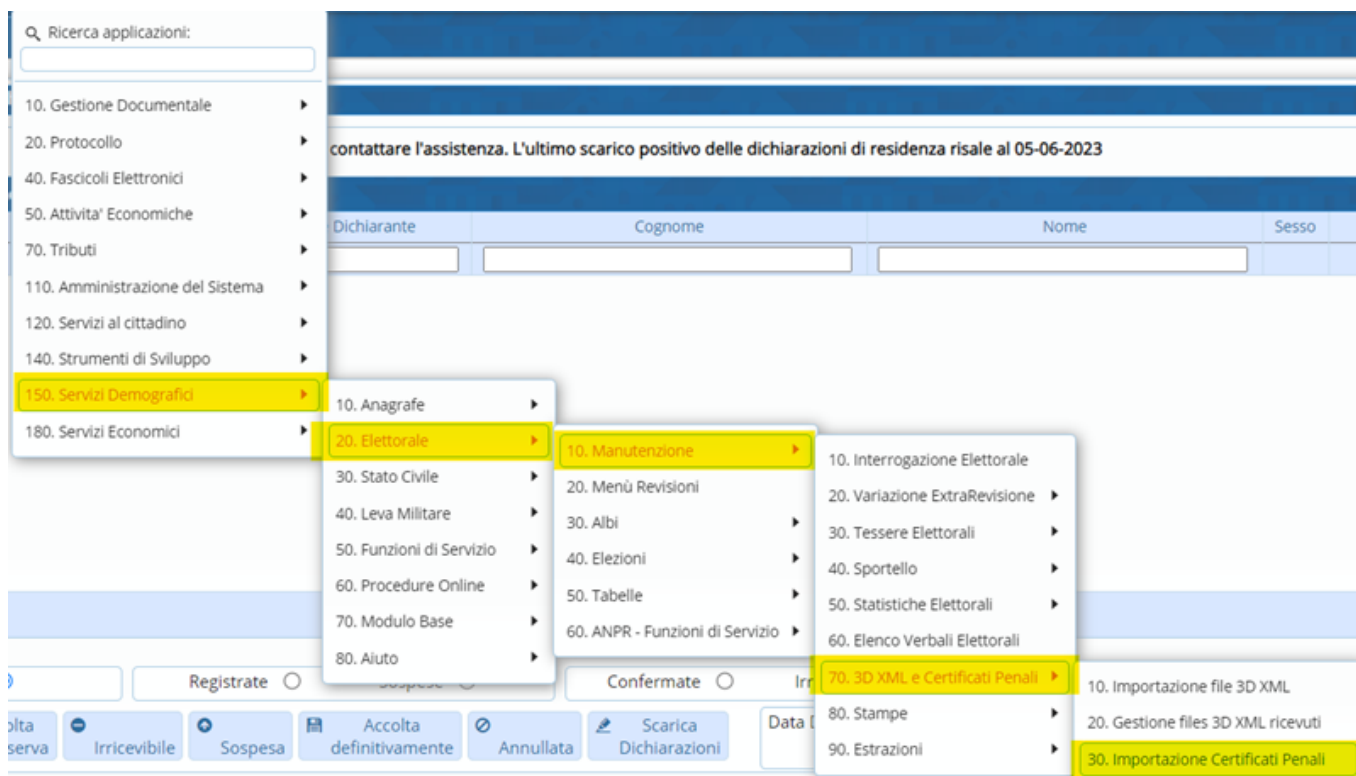 Ricerca applicazioni:
10. Gestione Documentale
20. Protocollo
40. Fascicoli Elettronici
50. Attivita' Economiche
70. Tributi
110. Amministrazione del Sistema
120. Servizi al cittadino
140. Strumenti di Sviluppo
150. Servizi Demografici
180. Servizi Economici
contattare l'assistenza. L'ultimo scarico positivo delle dichiarazioni di residenza risale al 05-06-2023
Dichiarante Cognome Nome Sesso
10. Anagrafe
20. Elettorale
30. Stato Civile
40. Leva Militare
50. Funzioni di Servizio
60. Procedure Online
70. Modulo Base
80. Aiuto
10. Manutenzione
20. Menù Revisioni
30. Albi
40. Elezioni
50. Tabelle
60. ANPR - Funzioni di Servizio
10. Interrogazione Elettorale
20. Variazione ExtraRevisione
30. Tessere Elettorali
40. Sportello
50. Statistiche Elettorali
60. Elenco Verbali Elettorali
70. 3D XML e Certificati Penali
80. Stampe
90. Estrazioni
10. Importazione file 3D XML
20. Gestione files 3D XML ricevuti
30. Importazione Certificati Penali
Registrate Sospese Confermate Irr
olta
serva
Irricevibile
Sospesa
Accolta
definitivamente
Annullata
Scarica
Dichiarazioni
Data D